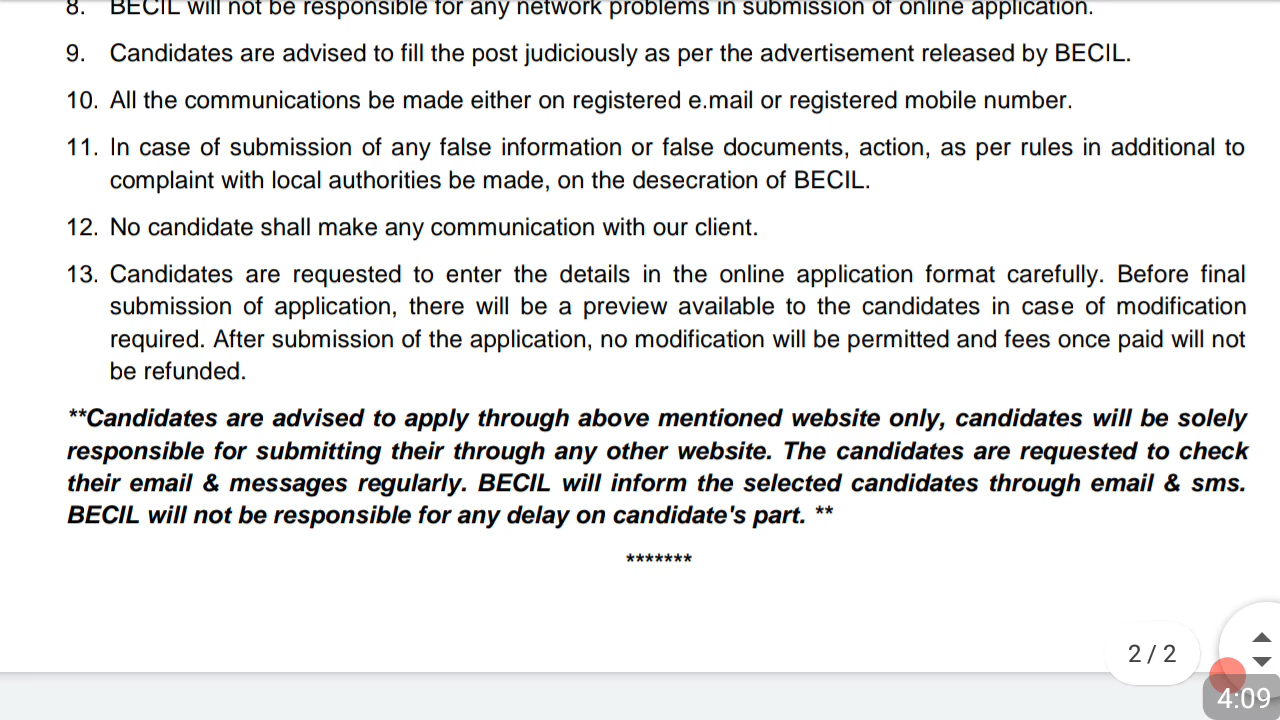 8. BECIL will not be responsible for any network problems in submission of online application.
9. Candidates are advised to fill the post judiciously as per the advertisement released by BECIL.
10. All the communications be made either on registered e.mail or registered mobile number.
11. In case of submission of any false information or false documents, action, as per rules in additional to
complaint with local authorities be made, on the desecration of BECIL.
12. No candidate shall make any communication with our client.
13. Candidates are requested to enter the details in the online application format carefully. Before final
submission of application, there will be a preview available to the candidates in case of modification
required. After submission of the application, no modification will be permitted and fees once paid will not
be refunded.
**Candidates are advised to apply through above mentioned website only, candidates will be solely
responsible for submitting their through any other website. The candidates are requested to check
their email & messages regularly. BECIL will inform the selected candidates through email & sms.
BECIL will not be responsible for any delay on candidate's part. **
*******
2 / 2
4:09